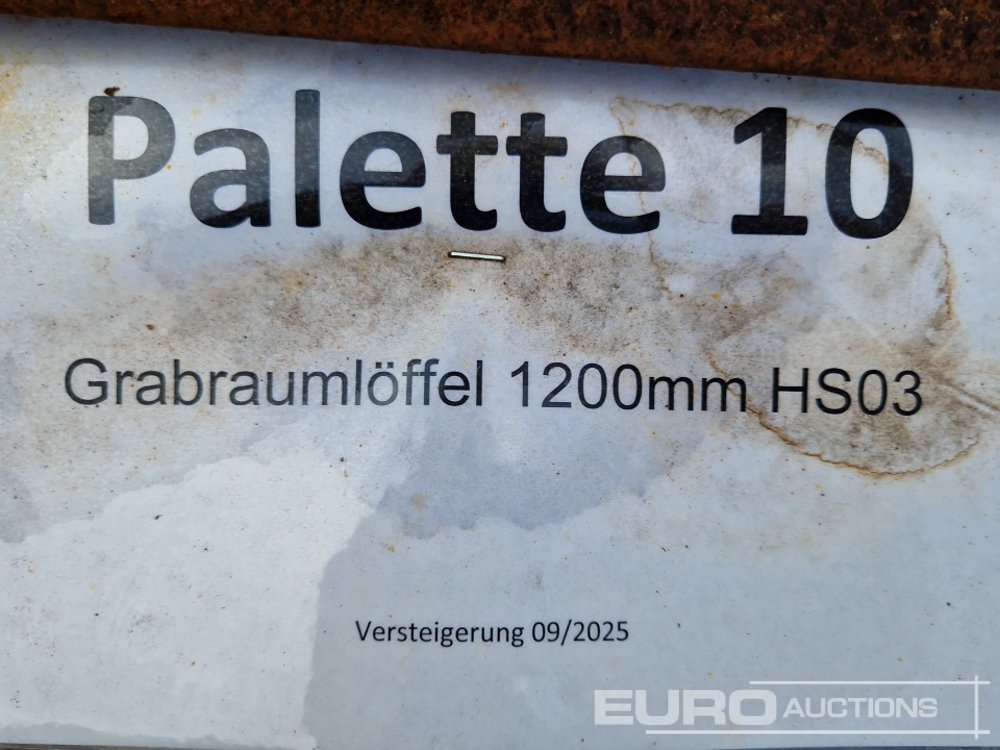 Palette 10
Grabraumlöffel 1200mm HS03
Versteigerung 09/2025
EURO AUCTIONS